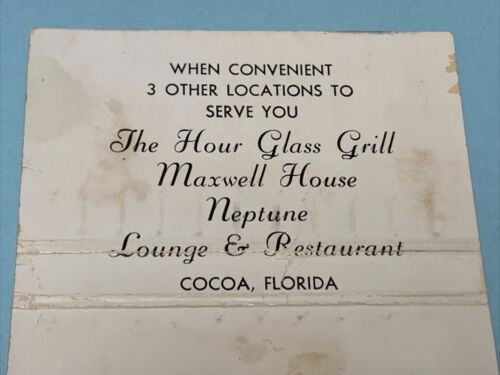 WHEN CONVENIENT
3 OTHER LOCATIONS TO
SERVE YOU
The Hour Glass Grill
Maxwell House
Neptune
Lounge & Restaurant
COCOA, FLORIDA